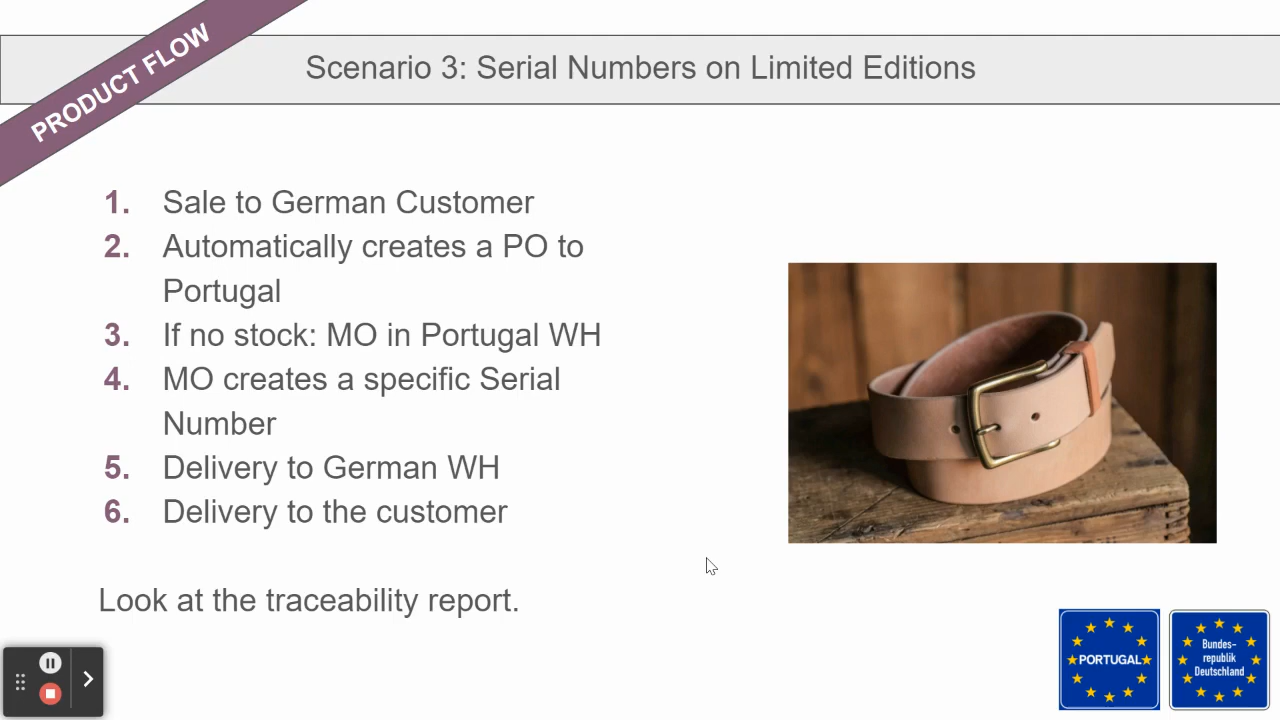 PRODUCT FLOW
Scenario 3: Serial Numbers on Limited Editions
1. Sale to German Customer
2. Automatically creates a PO to
Portugal
3. If no stock: MO in Portugal WH
4. MO creates a specific Serial
Number
5. Delivery to German WH
6. Delivery to the customer
Look at the traceability report.
PORTUGAL
Bundes-
republik
Deutschland